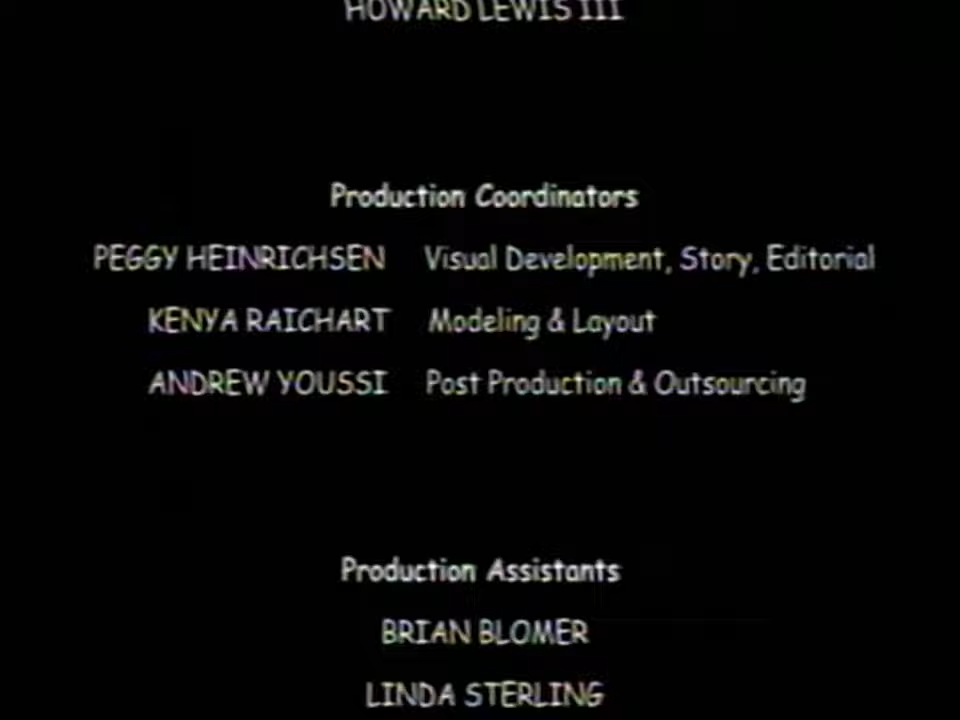 HOWARD LEWIS III
Production Coordinators
PEGGY HEINRICHSEN Visual Development, Story, Editorial
KENYA RAICHART Modeling & Layout
ANDREW YOUSSI Post Production & Outsourcing
Production Assistants
BRIAN BLOMER
LINDA STERLING